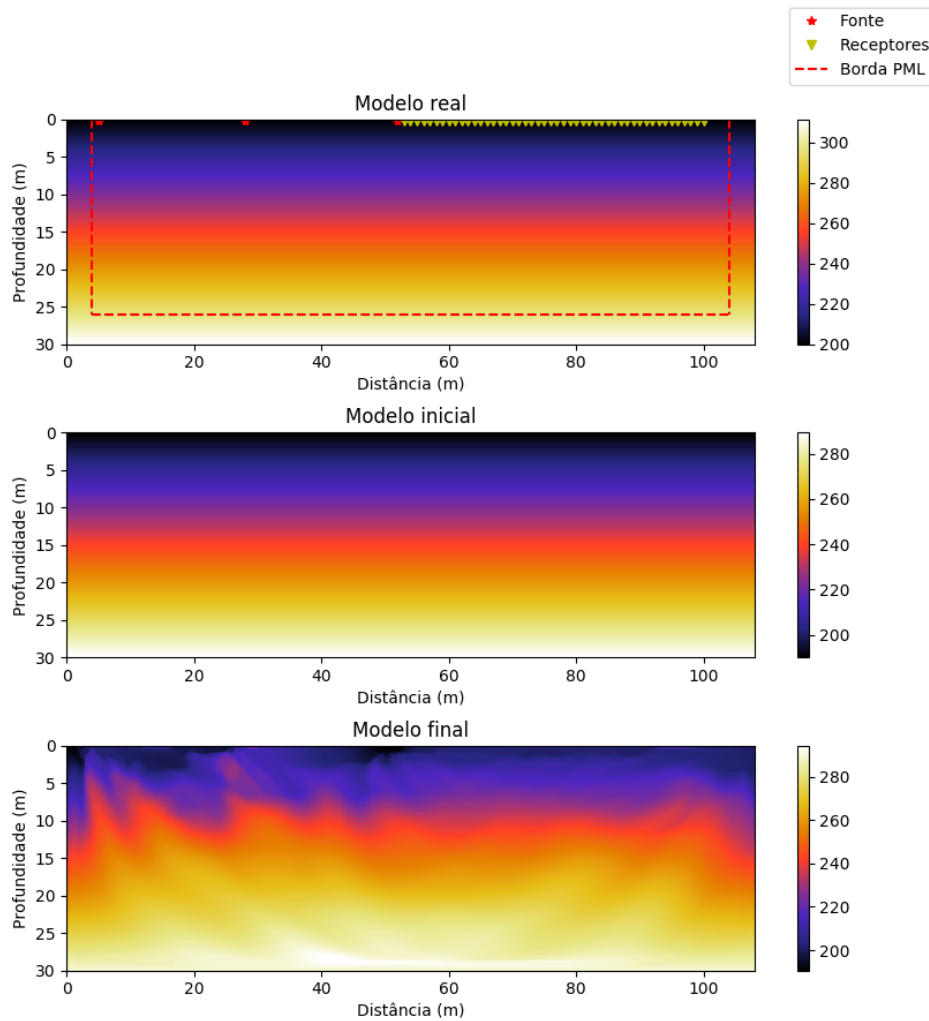 Fonte
Receptores
Borda PML
Modelo real
0
5
10
15
20
25
30
Profundidade (m)
0 20 40 60 80 100
Distância (m)
300
280
260
240
220
200
Modelo inicial
0
5
10
15
20
25
30
Profundidade (m)
0 20 40 60 80 100
Distância (m)
280
260
240
220
200
Modelo final
0
5
10
15
20
25
30
Profundidade (m)
0 20 40 60 80 100
Distância (m)
280
260
240
220
200